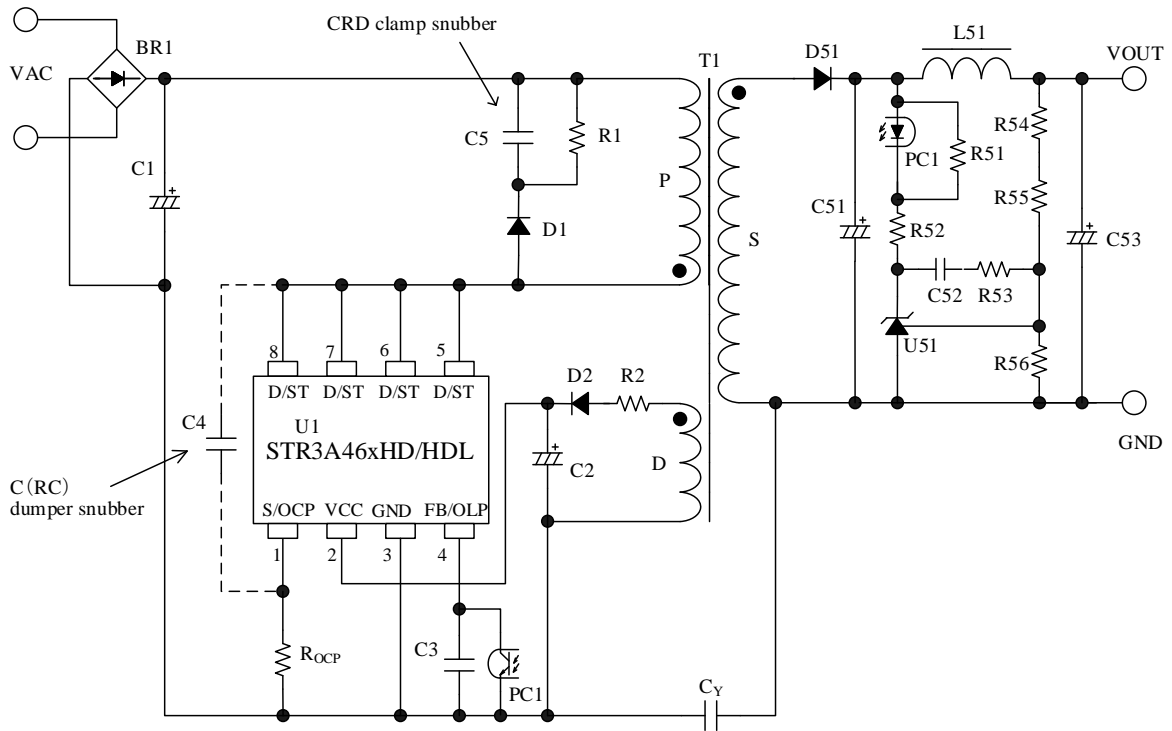 CRD clamp snubber
L51
BR1
D51
VOUT
T1
VAC
C5
R1
R54
PC1
R51
C1
P
R55
C51
R52
D1
S
C53
C52
R53
U51
R56
8
7
6
5
D/ST
D/ST
D/ST
D/ST
D2
R2
C4
U1
GND
STR3A46xHD/HDL
C2
D
C(RC)
dumper snubber
S/OCP
VCC
GND
FB/OLP
1
2
3
4
C3
ROCP
PC1
CY